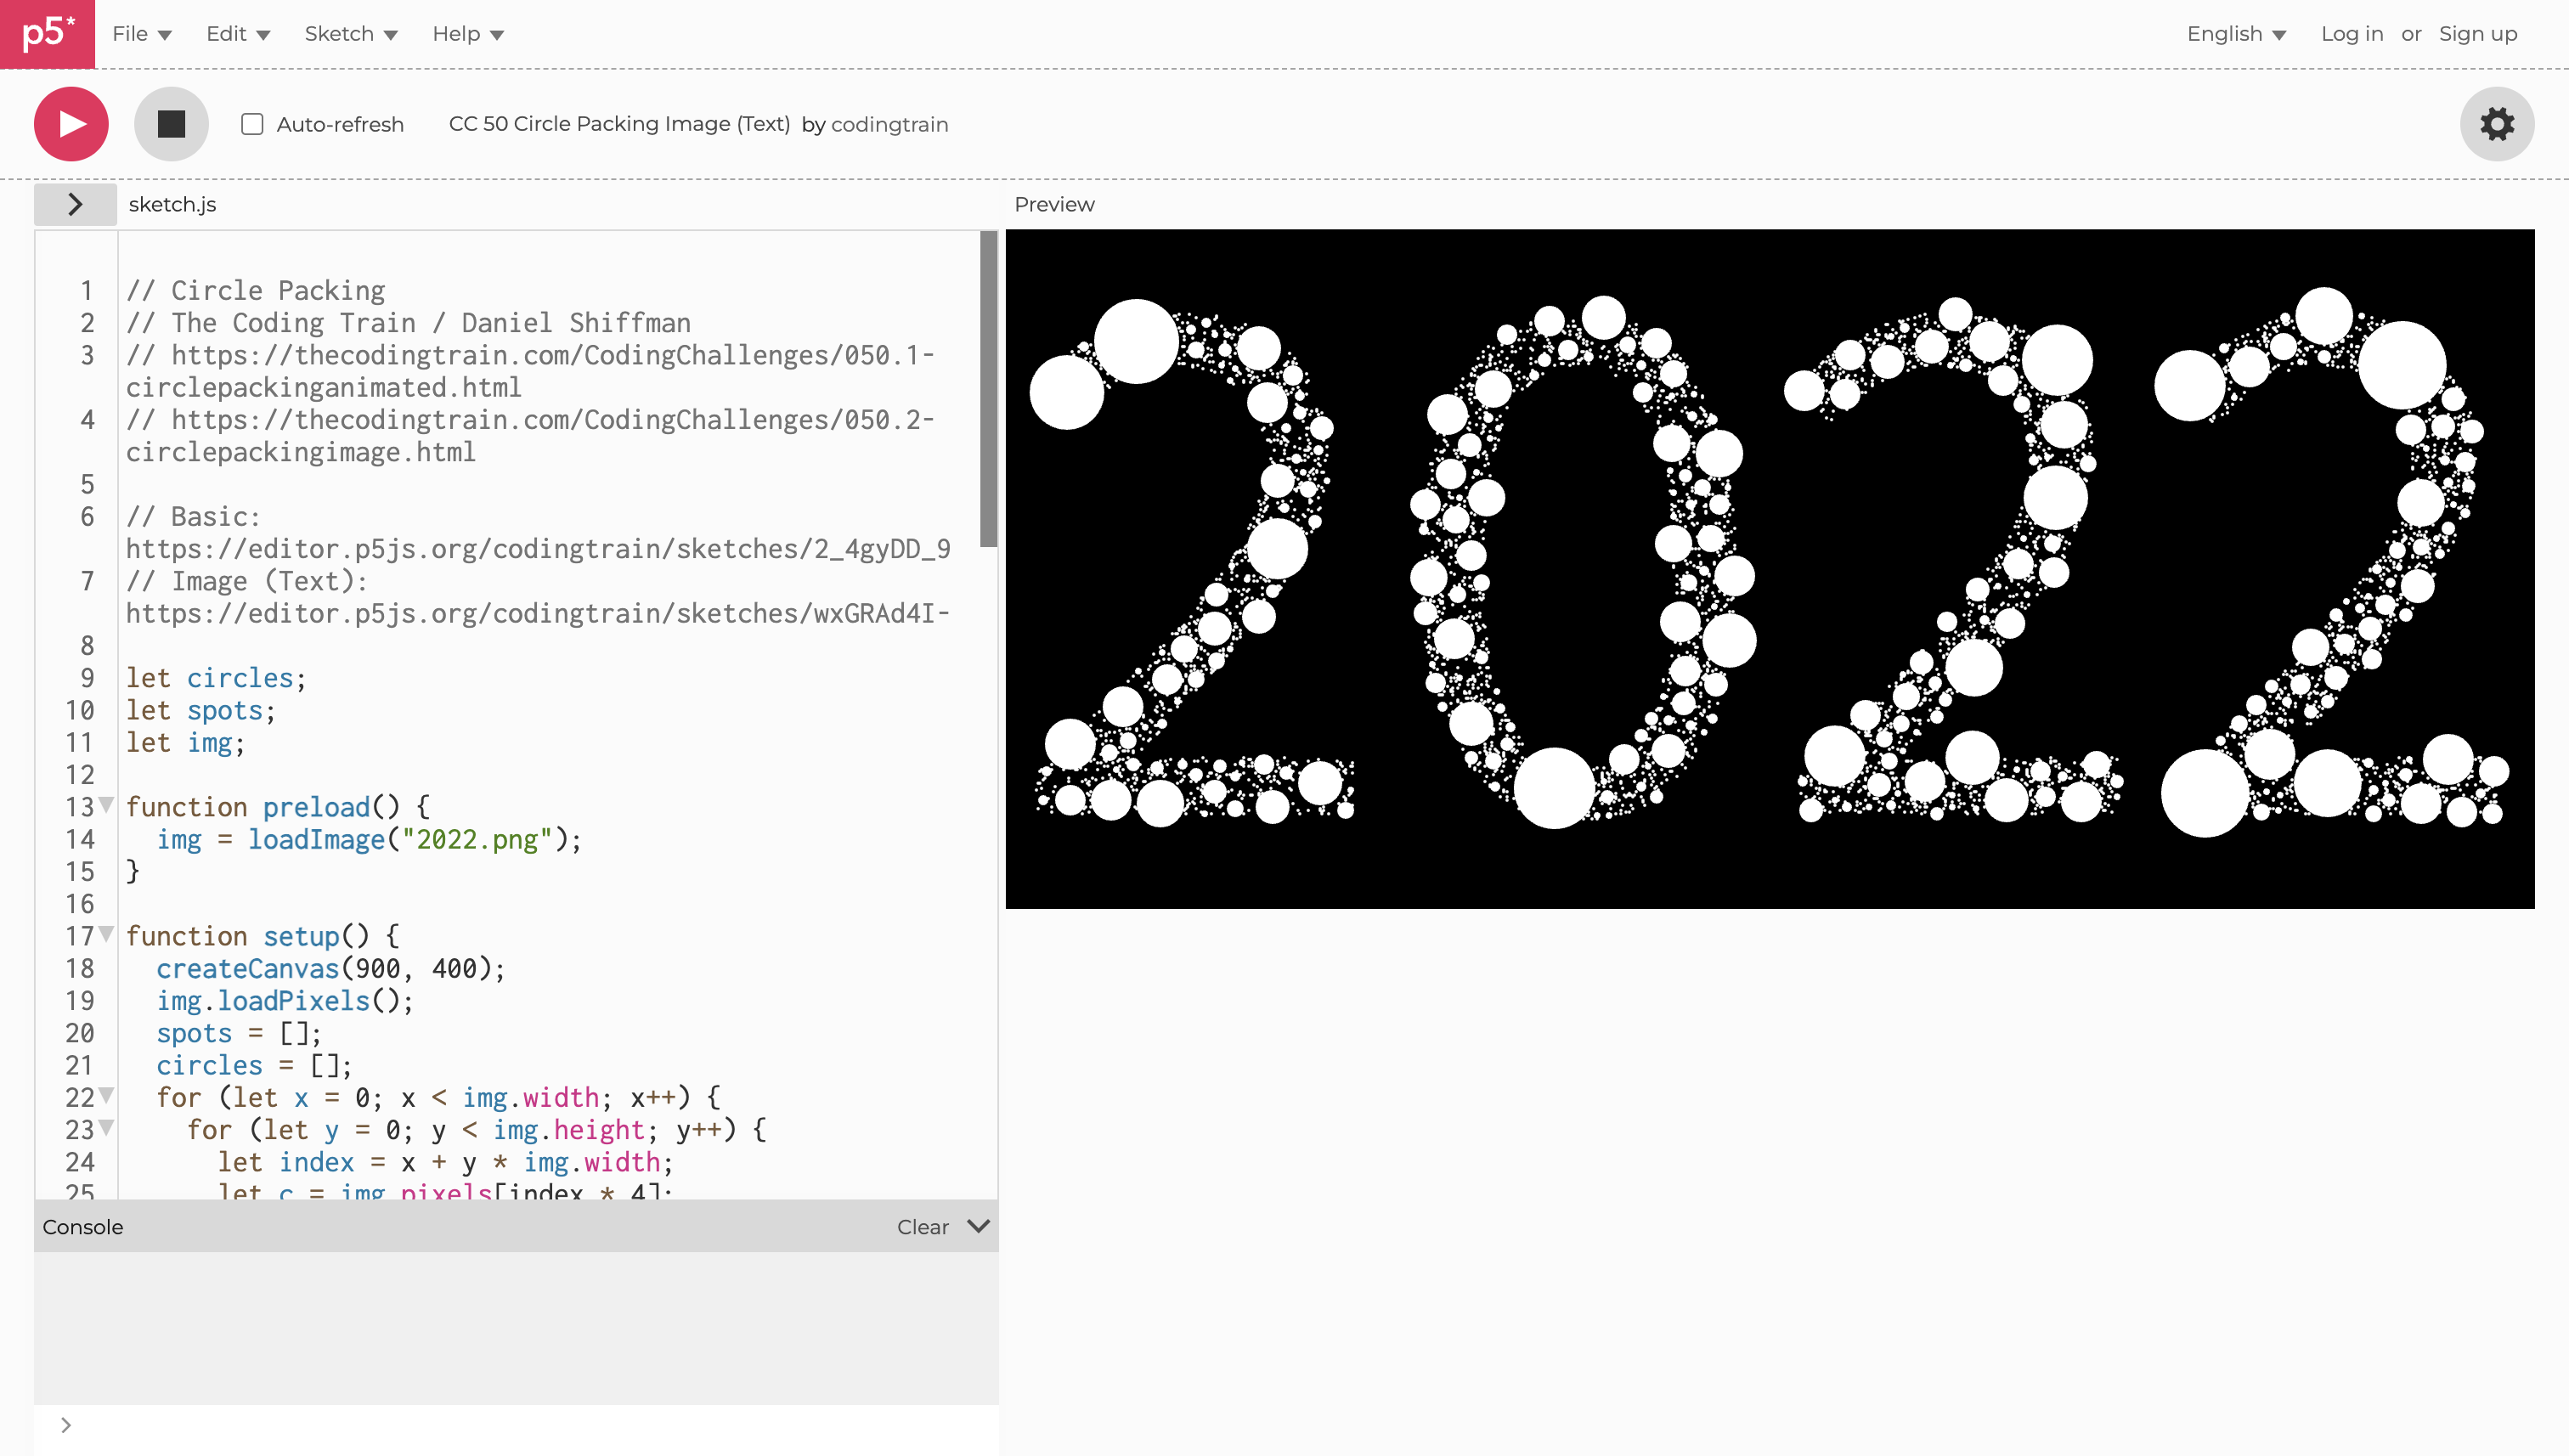 p5* File Edit Sketch Help English Log in or Sign up
Auto-refresh CC 50 Circle Packing Image (Text) by codingtrain
sketch.js Preview
1 // Circle Packing
2 // The Coding Train / Daniel Shiffman
3 // https://thecodingtrain.com/CodingChallenges/050.1-
circlepackinganimated.html
4 // https://thecodingtrain.com/CodingChallenges/050.2-
circlepackingimage.html
5
6 // Basic:
https://editor.p5js.org/codingtrain/sketches/2_4gyDD_9
7 // Image (Text):
https://editor.p5js.org/codingtrain/sketches/wxGRAd4I-
8
9 let circles;
10 let spots;
11 let img;
12
13 function preload() {
14 img = loadImage("2022.png");
15 }
16
17 function setup() {
18 createCanvas(900, 400);
19 img.loadPixels();
20 spots = [];
21 circles = [];
22 for (let x = 0; x < img.width; x++) {
23 for (let y = 0; y < img.height; y++) {
24 let index = x + y * img.width;
25 let c = img.pixels[index * 4];
2022
Console Clear
>